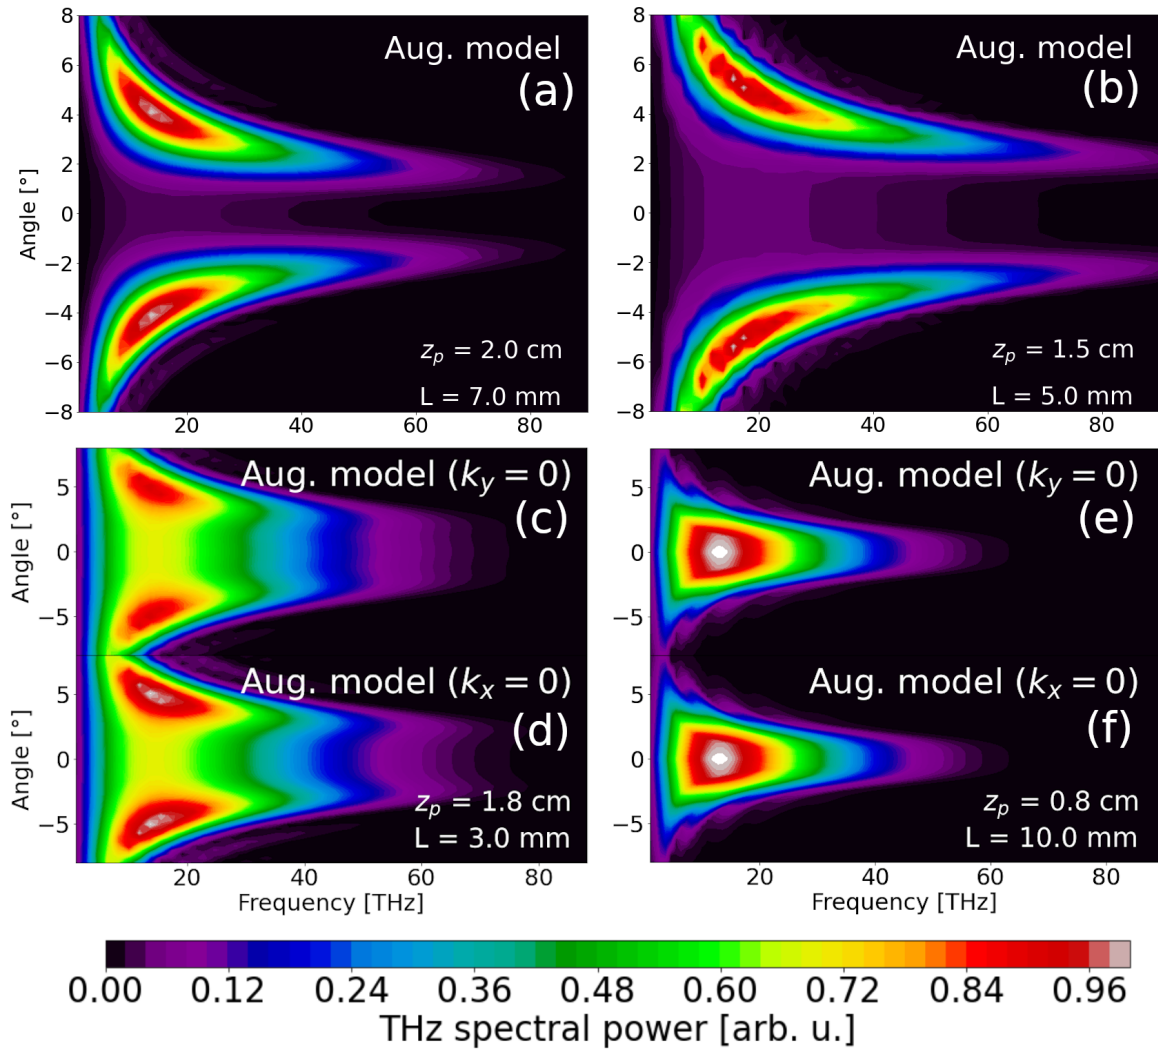 8
6
4
2
0
−2
−4
−6
−8
Angle [°]
Aug. model
(a)
z_p = 2.0 cm
L = 7.0 mm
20 40 60 80
8
6
4
2
0
−2
−4
−6
−8
Aug. model
(b)
z_p = 1.5 cm
L = 5.0 mm
20 40 60 80
5
0
−5
Angle [°]
Aug. model (k_y = 0)
(c)
5
0
−5
Angle [°]
Aug. model (k_x = 0)
(d)
z_p = 1.8 cm
L = 3.0 mm
20 40 60 80
Frequency [THz]
5
0
−5
Aug. model (k_y = 0)
(e)
5
0
−5
Aug. model (k_x = 0)
(f)
z_p = 0.8 cm
L = 10.0 mm
20 40 60 80
Frequency [THz]
0.00 0.12 0.24 0.36 0.48 0.60 0.72 0.84 0.96
THz spectral power [arb. u.]